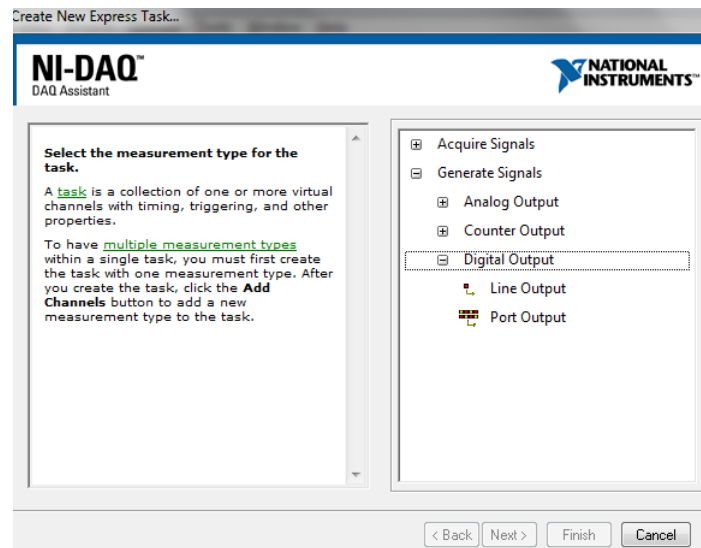 Create New Express Task...
NI-DAQ™
DAQ Assistant
NATIONAL
INSTRUMENTS™
Select the measurement type for the
task.
A task is a collection of one or more virtual
channels with timing, triggering, and other
properties.
To have multiple measurement types
within a single task, you must first create
the task with one measurement type. After
you create the task, click the Add
Channels button to add a new
measurement type to the task.
Acquire Signals
Generate Signals
Analog Output
Counter Output
Digital Output
Line Output
Port Output
< Back
Next >
Finish
Cancel